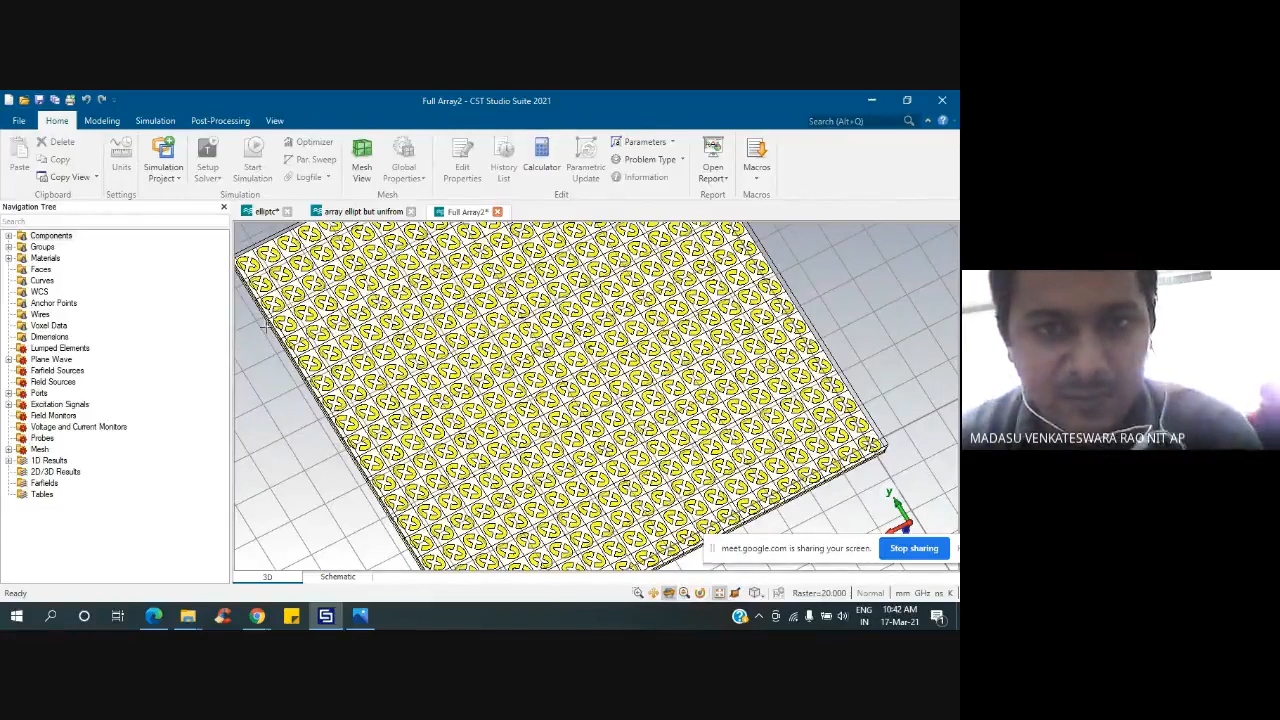 Full Array2 - CST Studio Suite 2021
File Home Modeling Simulation Post-Processing View Search (Alt+Q)
Paste Delete Copy Copy View Clipboard
Units Settings
Simulation Project Setup Solver Start Simulation Optimizer Par. Sweep Logfile Simulation
Mesh View Global Properties Mesh
Edit Properties History List Calculator Parametric Update Parameters Problem Type Information Edit
Open Report Report
Macros Macros
Navigation Tree
Search
elliptc* array ellipt but unifrom Full Array2*
Components
Groups
Materials
Faces
Curves
WCS
Anchor Points
Wires
Voxel Data
Dimensions
Lumped Elements
Plane Wave
Farfield Sources
Field Sources
Ports
Excitation Signals
Field Monitors
Voltage and Current Monitors
Probes
Mesh
1D Results
2D/3D Results
Farfields
Tables
y
meet.google.com is sharing your screen. Stop sharing
3D Schematic
Ready Raster=20.000 Normal mm GHz ns K
ENG IN 10:42 AM 17-Mar-21
MADASU VENKATESWARA RAO NIT AP